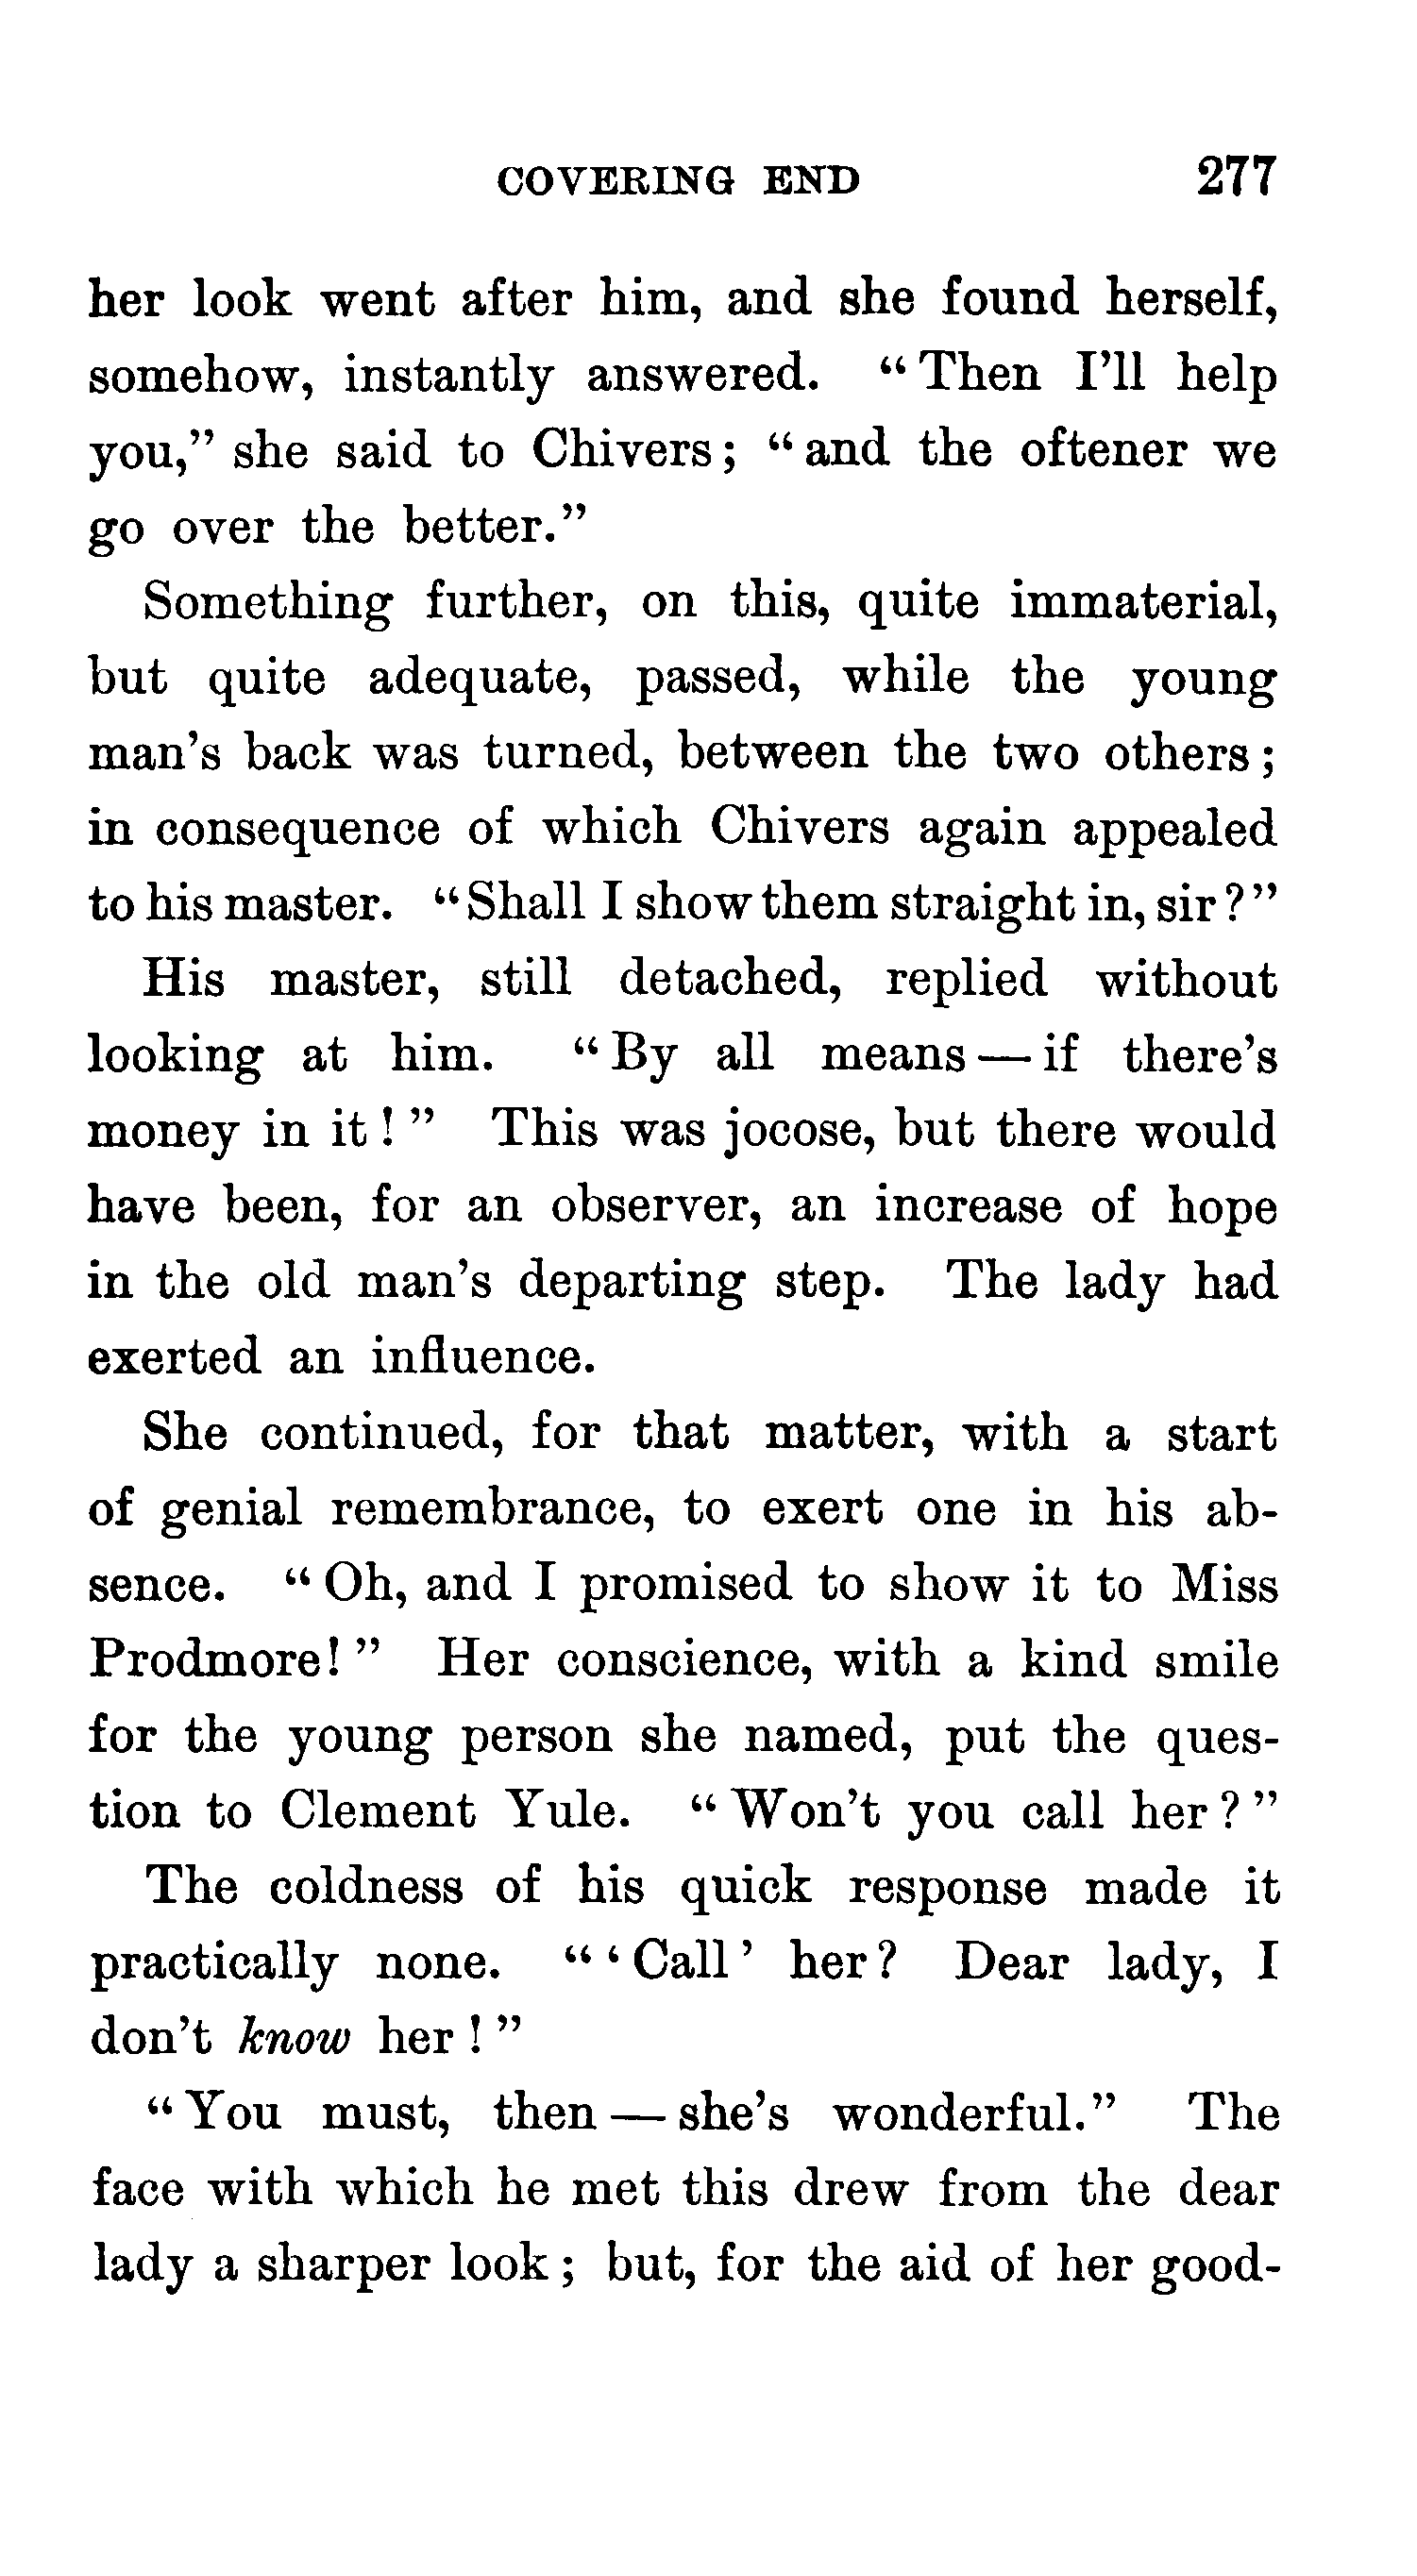 COVERING END 277
her look went after him, and she found herself,
somehow, instantly answered. “Then I’ll help
you,” she said to Chivers; “and the oftener we
go over the better.”
Something further, on this, quite immaterial,
but quite adequate, passed, while the young
man’s back was turned, between the two others;
in consequence of which Chivers again appealed
to his master. “Shall I show them straight in, sir?”
His master, still detached, replied without
looking at him. “By all means — if there’s
money in it!” This was jocose, but there would
have been, for an observer, an increase of hope
in the old man’s departing step. The lady had
exerted an influence.
She continued, for that matter, with a start
of genial remembrance, to exert one in his ab-
sence. “Oh, and I promised to show it to Miss
Prodmore!” Her conscience, with a kind smile
for the young person she named, put the ques-
tion to Clement Yule. “Won’t you call her?”
The coldness of his quick response made it
practically none. “‘Call’ her? Dear lady, I
don’t know her!”
“You must, then — she’s wonderful.” The
face with which he met this drew from the dear
lady a sharper look; but, for the aid of her good-